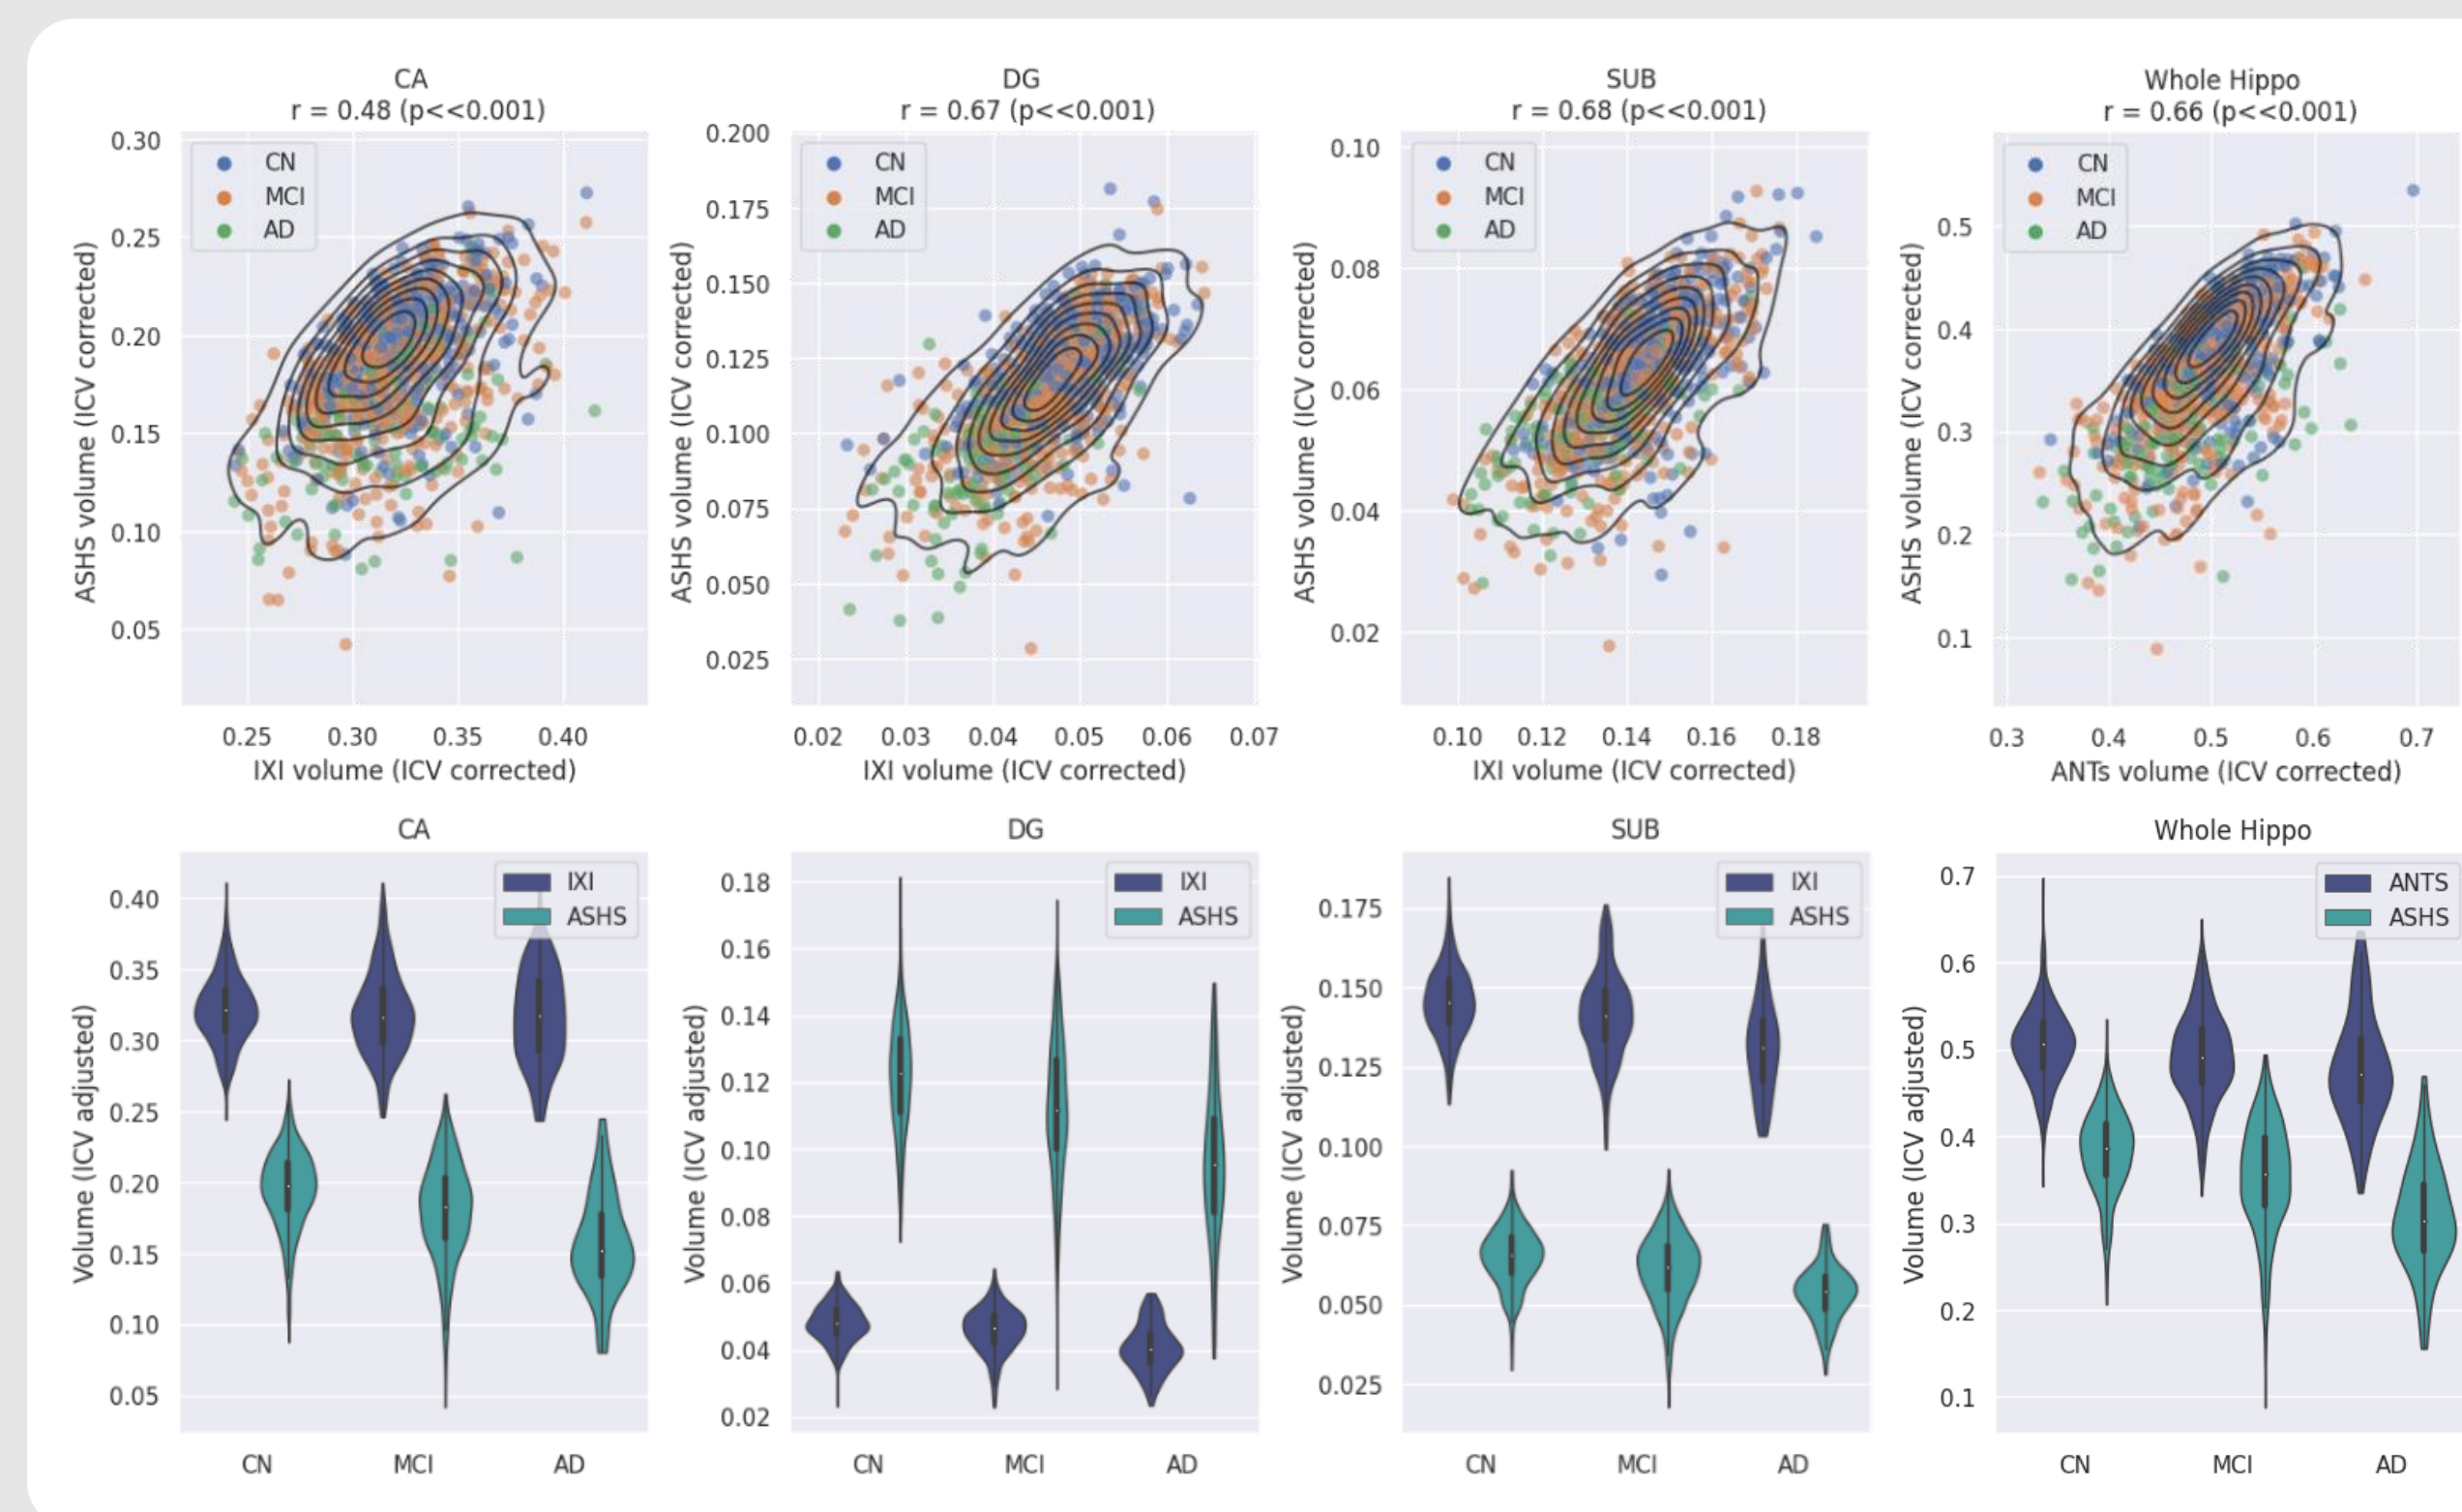 CA
r = 0.48 (p<<0.001)
0.30
0.25
0.20
0.15
0.10
0.05
ASHS volume (ICV corrected)
CN
MCI
AD
0.25 0.30 0.35 0.40
IXI volume (ICV corrected)
DG
r = 0.67 (p<<0.001)
0.200
0.175
0.150
0.125
0.100
0.075
0.050
0.025
ASHS volume (ICV corrected)
CN
MCI
AD
0.02 0.03 0.04 0.05 0.06 0.07
IXI volume (ICV corrected)
SUB
r = 0.68 (p<<0.001)
0.10
0.08
0.06
0.04
0.02
ASHS volume (ICV corrected)
CN
MCI
AD
0.10 0.12 0.14 0.16 0.18
IXI volume (ICV corrected)
Whole Hippo
r = 0.66 (p<<0.001)
0.5
0.4
0.3
0.2
0.1
ASHS volume (ICV corrected)
CN
MCI
AD
0.3 0.4 0.5 0.6 0.7
ANTs volume (ICV corrected)
CA
0.40
0.35
0.30
0.25
0.20
0.15
0.10
0.05
Volume (ICV adjusted)
IXI
ASHS
CN MCI AD
DG
0.18
0.16
0.14
0.12
0.10
0.08
0.06
0.04
0.02
Volume (ICV adjusted)
IXI
ASHS
CN MCI AD
SUB
0.175
0.150
0.125
0.100
0.075
0.050
0.025
Volume (ICV adjusted)
IXI
ASHS
CN MCI AD
Whole Hippo
0.7
0.6
0.5
0.4
0.3
0.2
0.1
Volume (ICV adjusted)
ANTS
ASHS
CN MCI AD